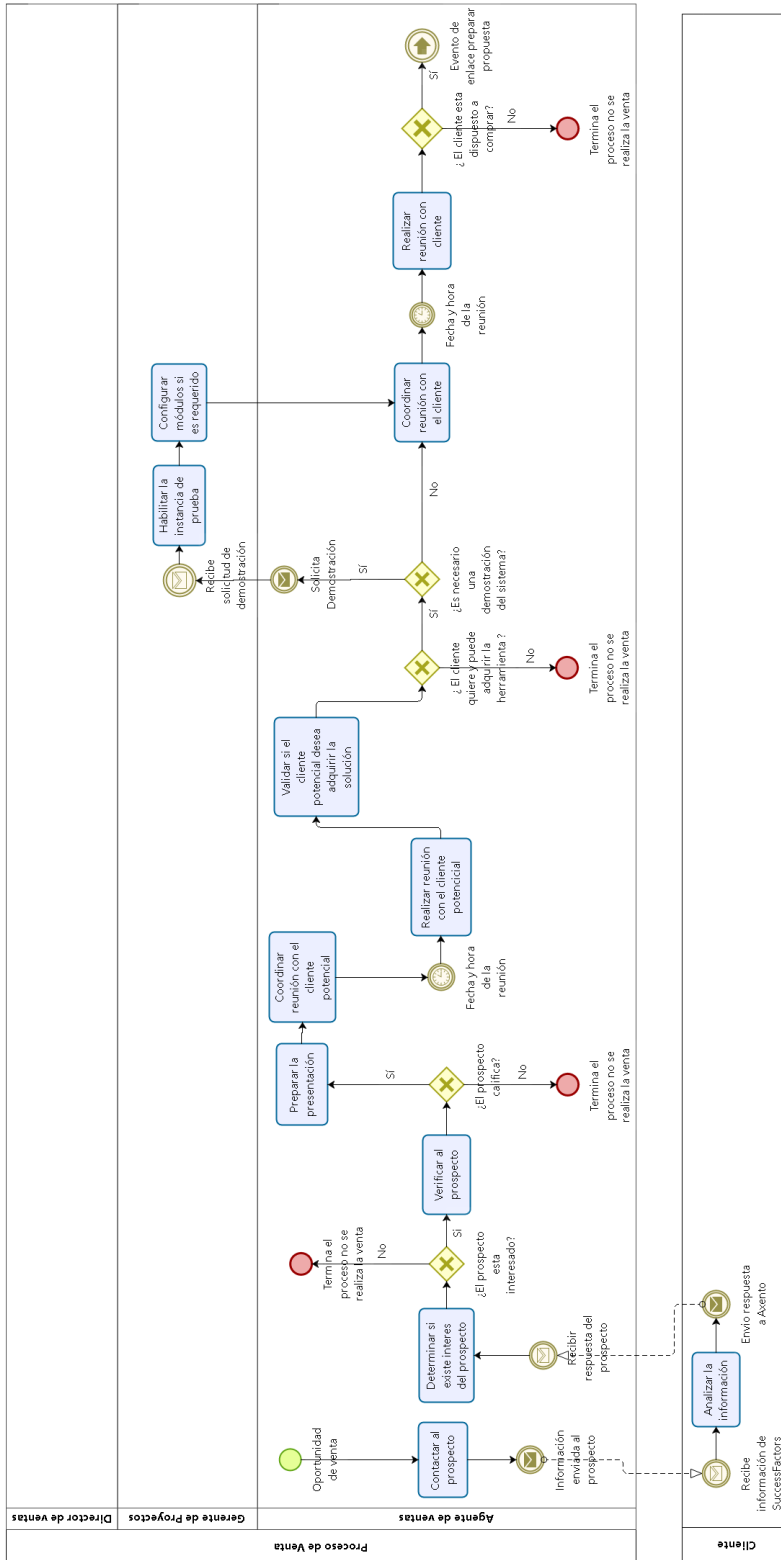 Proceso de Venta
Director de ventas
Gerente de Proyectos
Agente de ventas
Oportunidad
de venta
Contactar al
prospecto
Información
enviada al
prospecto
Recibir
respuesta del
prospecto
Determinar si
existe interes
del prospecto
¿El prospecto
esta
interesado?
No
Termina el
proceso no se
realiza la venta
Si
Verificar al
prospecto
¿El prospecto
califica?
No
Termina el
proceso no se
realiza la venta
Sí
Preparar la
presentación
Coordinar
reunión con el
cliente
potencial
Fecha y hora
de la
reunión
Realizar reunión
con el cliente
potencicial
Validar si el
cliente
potencial desea
adquirir la
solución
¿ El cliente
quiere y puede
adquirir la
herramienta ?
No
Termina el
proceso no se
realiza la venta
Sí
¿Es necesario
una
demostración
del sistema?
Sí
Solicita
Demostración
Recibe
solicitud de
demostración
Habilitar la
instancia de
prueba
Configurar
módulos si
es requerido
No
Coordinar
reunión con
el cliente
Fecha y hora
de la
reunión
Realizar
reunión con
cliente
¿ El cliente esta
dispuesto a
comprar?
No
Termina el
proceso no se
realiza la venta
Sí
Evento de
enlace preparar
propuesta
Cliente
Recibe
información de
SuccessFactors
Analizar la
información
Envio respuesta
a Axento